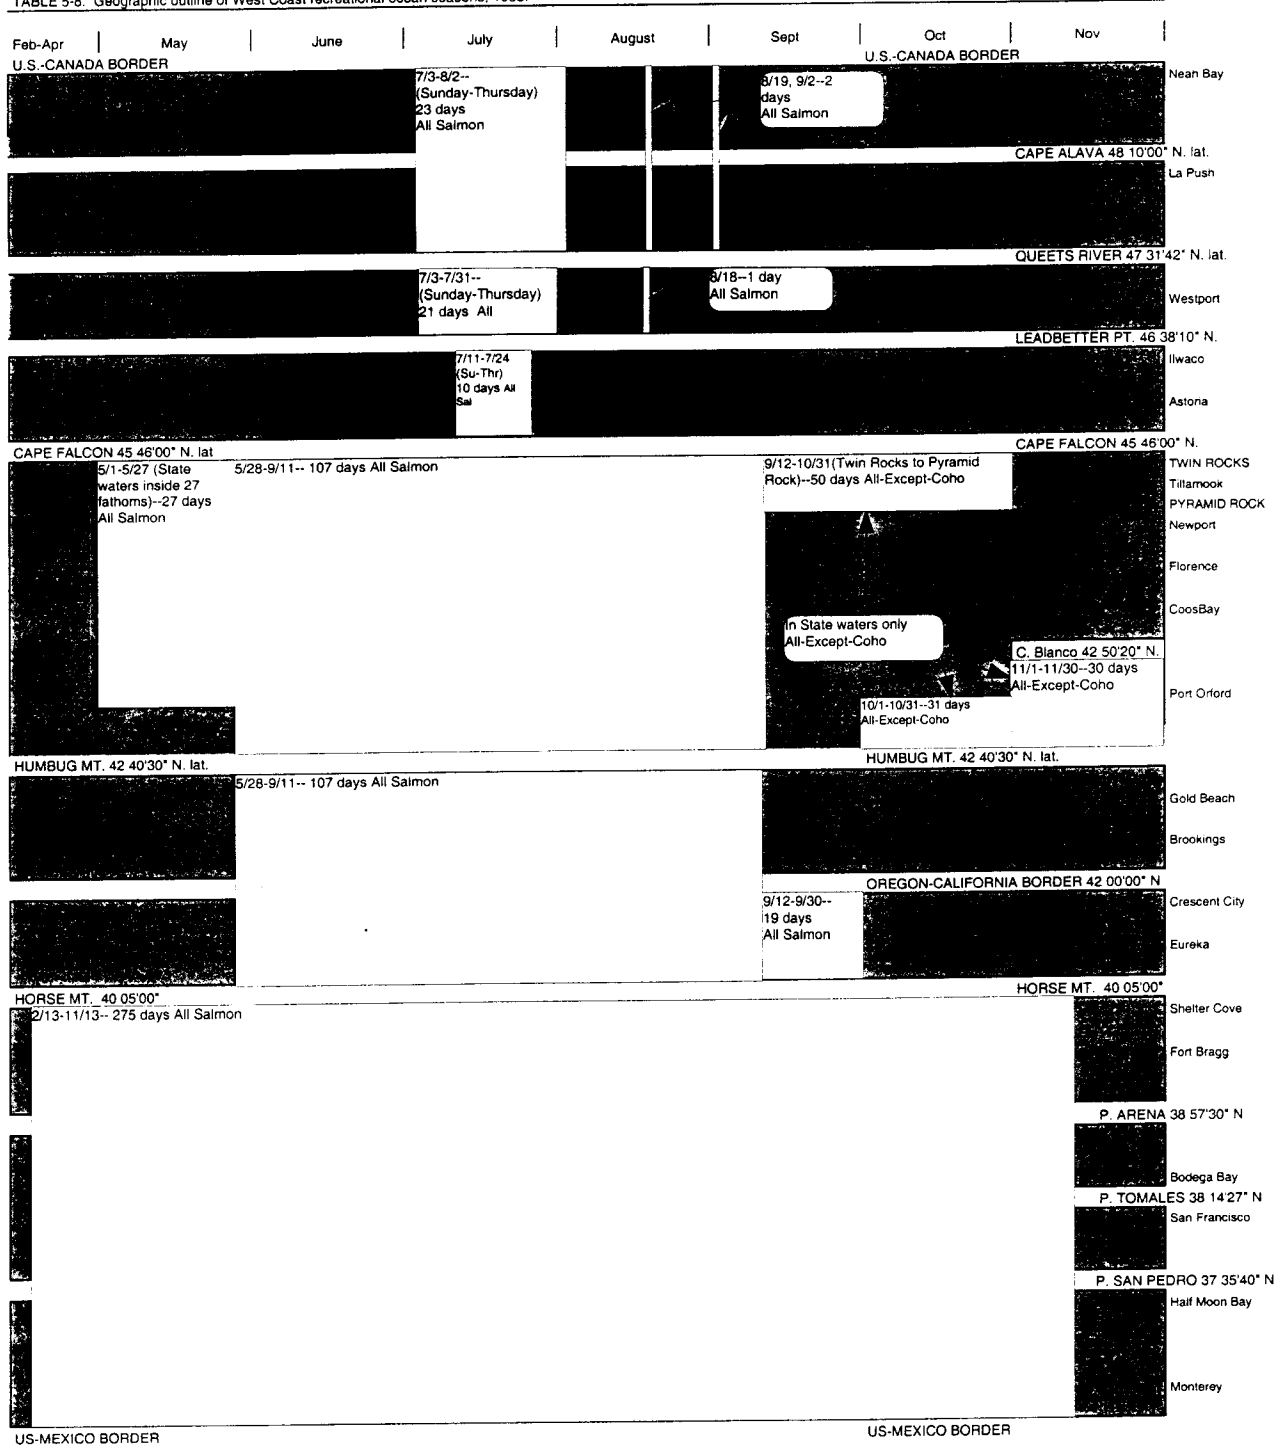 TABLE 5-8. Geographic outline of West Coast recreational ocean seasons,
Feb-Apr May June July August Sept Oct Nov
U.S.-CANADA BORDER
U.S.-CANADA BORDER
7/3-8/2--
(Sunday-Thursday)
23 days
All Salmon
8/19, 9/2--2
days
All Salmon
Nean Bay
CAPE ALAVA 48 10'00" N. lat.
La Push
QUEETS RIVER 47 31'42" N. lat.
7/3-7/31--
(Sunday-Thursday)
21 days All
8/18--1 day
All Salmon
Westport
LEADBETTER PT. 46 38'10" N.
7/11-7/24
(Su-Thr)
10 days All
Sal
Ilwaco
Astoria
CAPE FALCON 45 46'00" N. lat
CAPE FALCON 45 46'00" N.
5/1-5/27 (State
waters inside 27
fathoms)--27 days
All Salmon
5/28-9/11-- 107 days All Salmon
9/12-10/31(Twin Rocks to Pyramid
Rock)--50 days All-Except-Coho
TWIN ROCKS
Tillamook
PYRAMID ROCK
Newport
Florence
CoosBay
In State waters only
All-Except-Coho
C. Blanco 42 50'20" N.
11/1-11/30--30 days
All-Except-Coho
Port Orford
10/1-10/31--31 days
All-Except-Coho
HUMBUG MT. 42 40'30" N. lat.
HUMBUG MT. 42 40'30" N. lat.
5/28-9/11-- 107 days All Salmon
Gold Beach
Brookings
OREGON-CALIFORNIA BORDER 42 00'00" N
9/12-9/30--
19 days
All Salmon
Crescent City
Eureka
HORSE MT. 40 05'00"
HORSE MT. 40 05'00"
2/13-11/13-- 275 days All Salmon
Shelter Cove
Fort Bragg
P. ARENA 38 57'30" N
Bodega Bay
P. TOMALES 38 14'27" N
San Francisco
P. SAN PEDRO 37 35'40" N
Half Moon Bay
Monterey
US-MEXICO BORDER
US-MEXICO BORDER